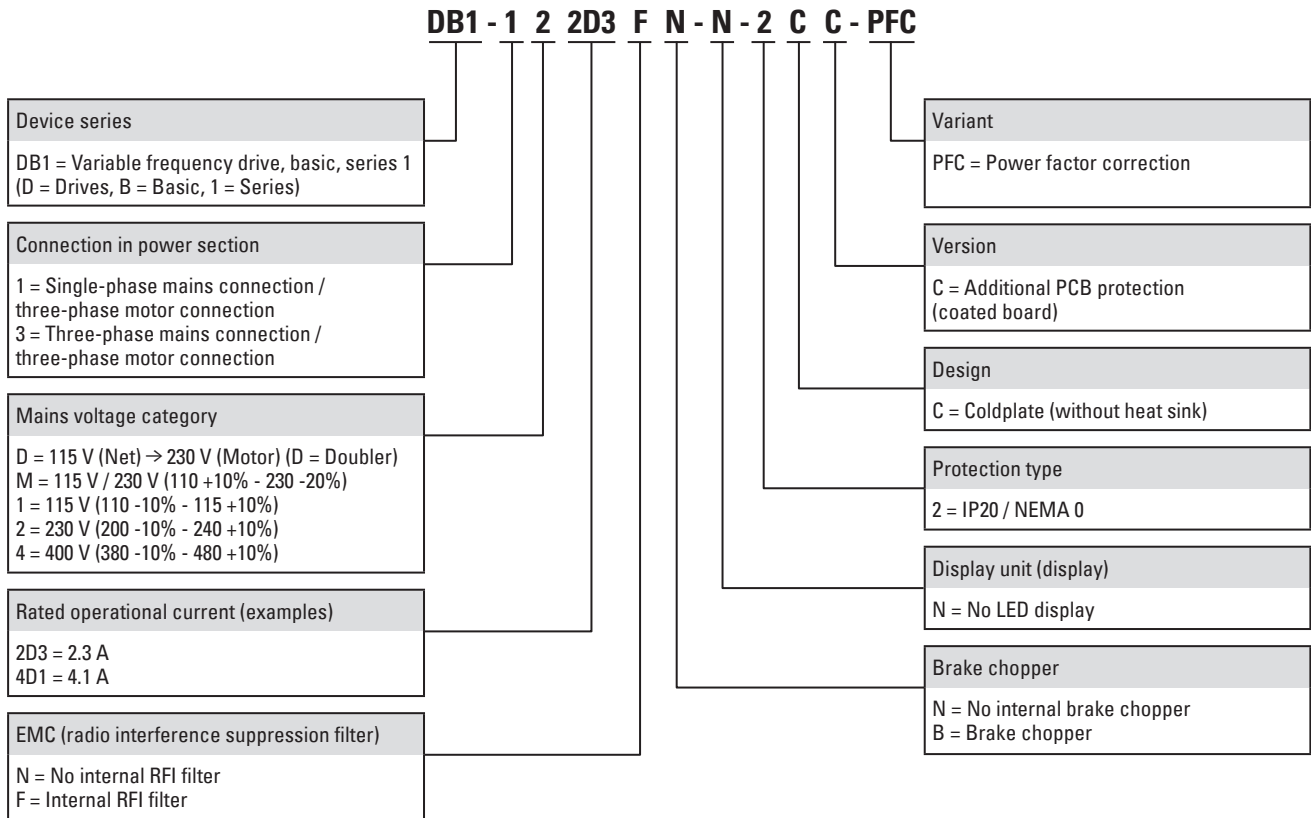 DB1 - 1 2 2D3 F N - N - 2 C C - PFC
Device series
DB1 = Variable frequency drive, basic, series 1
(D = Drives, B = Basic, 1 = Series)
Connection in power section
1 = Single-phase mains connection /
three-phase motor connection
3 = Three-phase mains connection /
three-phase motor connection
Mains voltage category
D = 115 V (Net) → 230 V (Motor) (D = Doubler)
M = 115 V / 230 V (110 +10% - 230 -20%)
1 = 115 V (110 -10% - 115 +10%)
2 = 230 V (200 -10% - 240 +10%)
4 = 400 V (380 -10% - 480 +10%)
Rated operational current (examples)
2D3 = 2.3 A
4D1 = 4.1 A
EMC (radio interference suppression filter)
N = No internal RFI filter
F = Internal RFI filter
Variant
PFC = Power factor correction
Version
C = Additional PCB protection
(coated board)
Design
C = Coldplate (without heat sink)
Protection type
2 = IP20 / NEMA 0
Display unit (display)
N = No LED display
Brake chopper
N = No internal brake chopper
B = Brake chopper